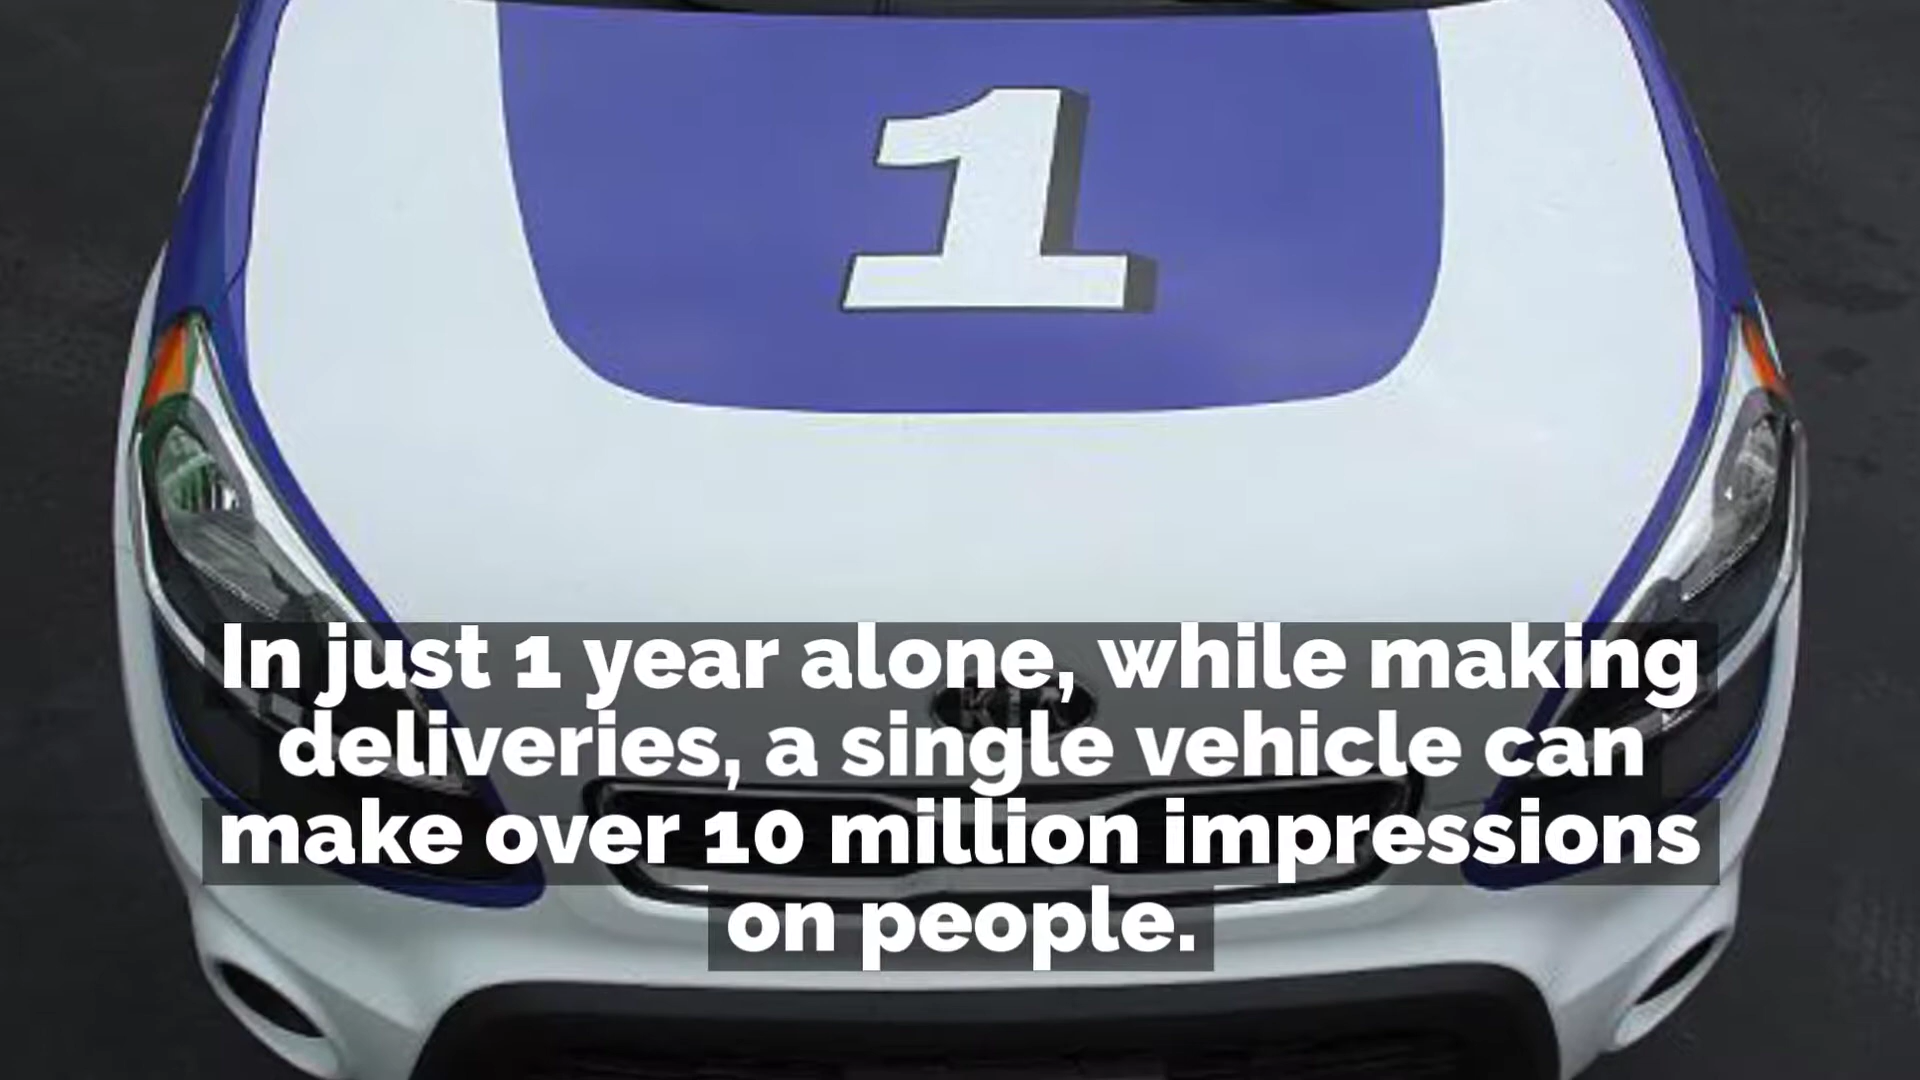 1
In just 1 year alone, while making
KIA
deliveries, a single vehicle can
make over 10 million impressions
on people.